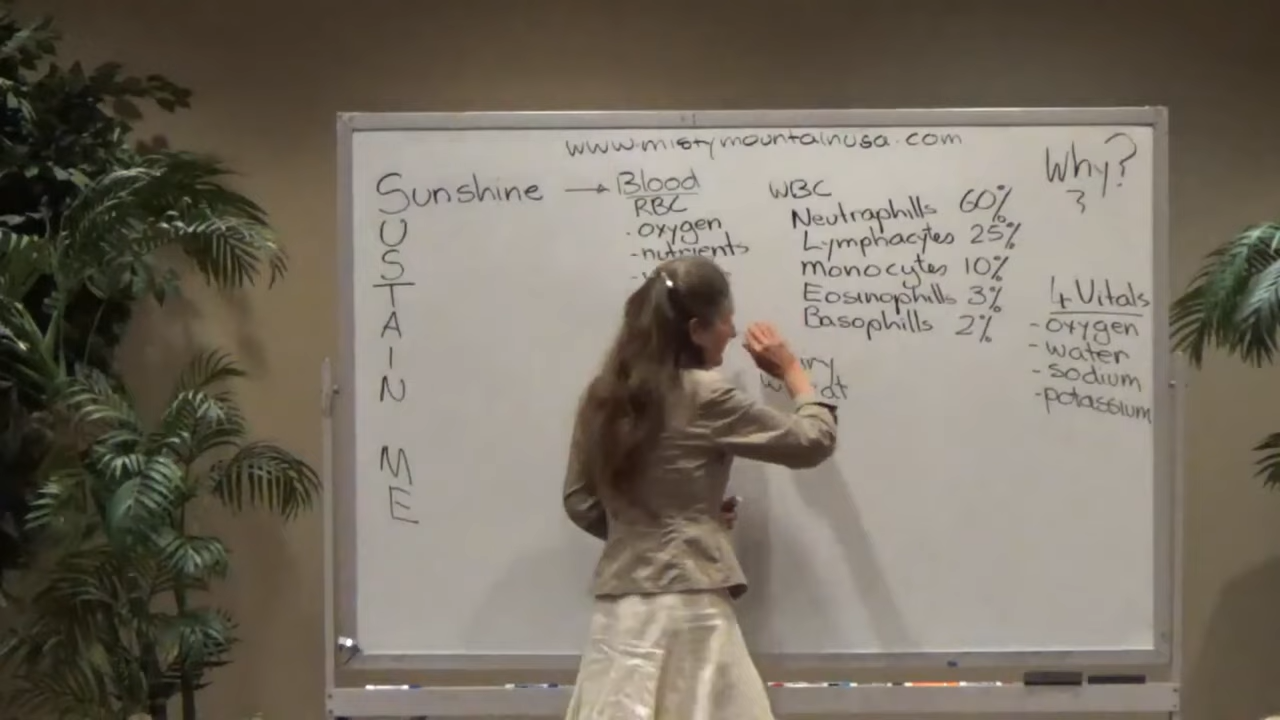 www.mistymountainusa.com
Sunshine → Blood
U
S
T
A
I
N
M
E
RBC
·oxygen
-nutrients
WBC
Neutraphills 60%
Lymphacytes 25%
monocytes 10%
Eosinophills 3%
Basophills 2%
Why?
4 Vitals
-oxygen
-water
-sodium
-potassium